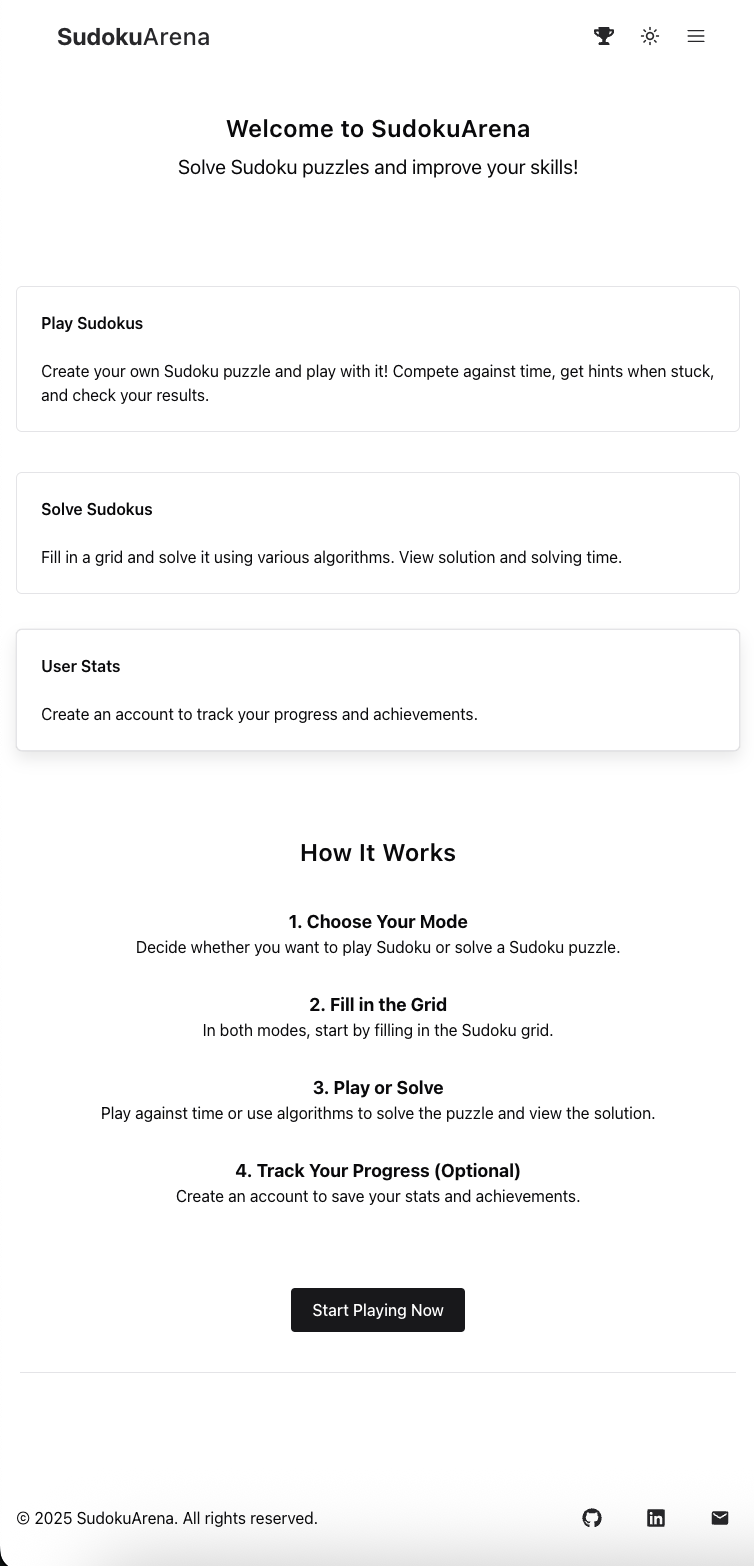 SudokuArena
Welcome to SudokuArena
Solve Sudoku puzzles and improve your skills!
Play Sudokus
Create your own Sudoku puzzle and play with it! Compete against time, get hints when stuck,
and check your results.
Solve Sudokus
Fill in a grid and solve it using various algorithms. View solution and solving time.
User Stats
Create an account to track your progress and achievements.
How It Works
1. Choose Your Mode
Decide whether you want to play Sudoku or solve a Sudoku puzzle.
2. Fill in the Grid
In both modes, start by filling in the Sudoku grid.
3. Play or Solve
Play against time or use algorithms to solve the puzzle and view the solution.
4. Track Your Progress (Optional)
Create an account to save your stats and achievements.
Start Playing Now
© 2025 SudokuArena. All rights reserved.